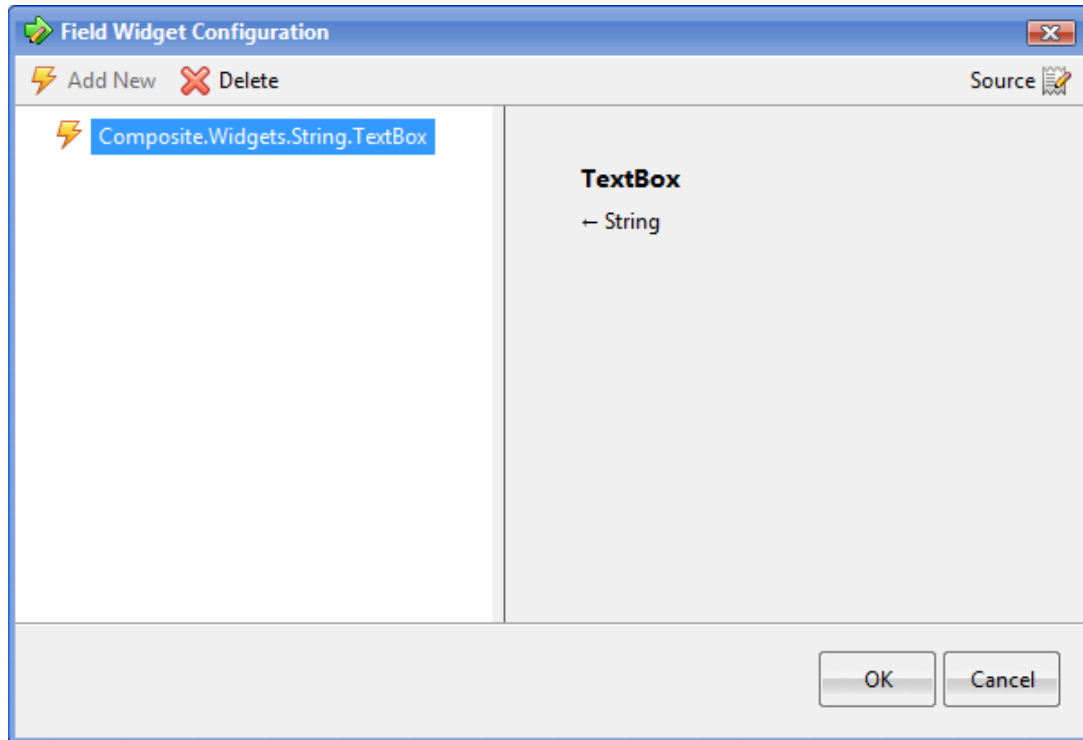 Field Widget Configuration
Add New Delete Source
Composite.Widgets.String.TextBox
TextBox
← String
OK Cancel